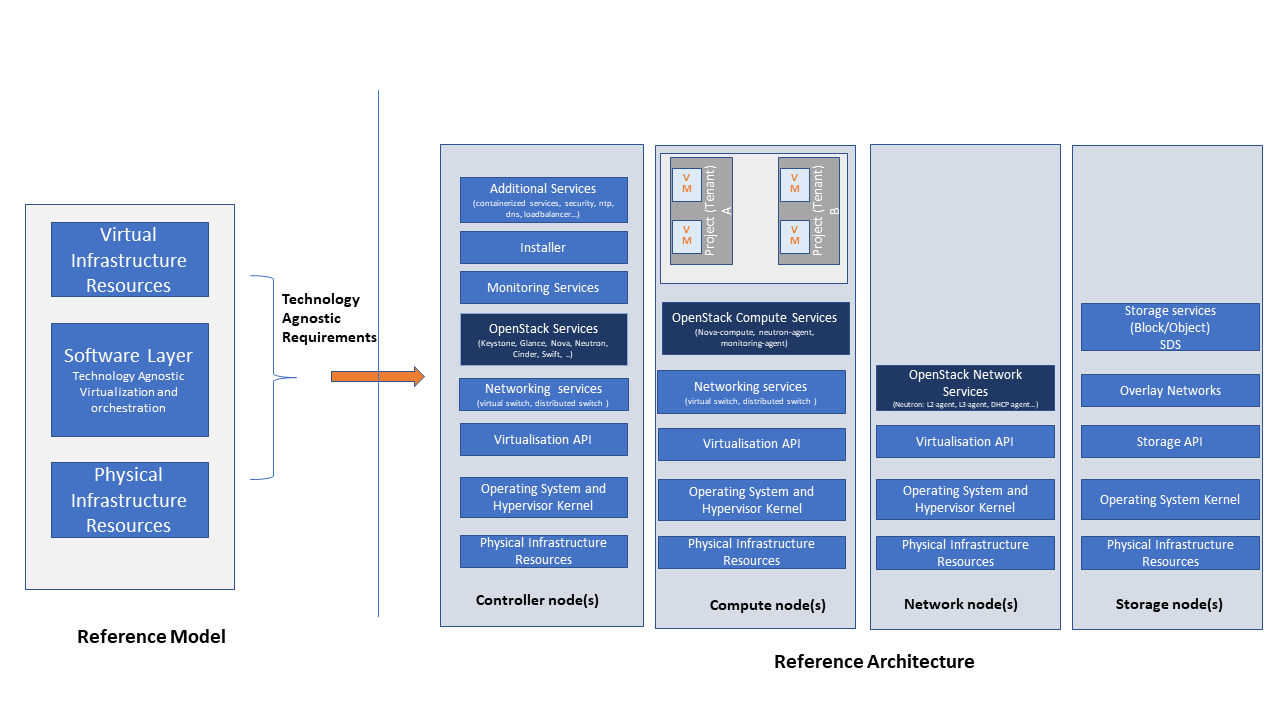 Virtual
Infrastructure
Resources
Software Layer
Technology Agnostic
Virtualization and
orchestration
Physical
Infrastructure
Resources
Reference Model
Technology
Agnostic
Requirements
Additional Services
(containerized services, security, ntp,
dns, loadbalancer…)
Installer
Monitoring Services
OpenStack Services
(Keystone, Glance, Nova, Neutron,
Cinder, Swift, ..)
Networking services
(virtual switch, distributed switch )
Virtualisation API
Operating System and
Hypervisor Kernel
Physical Infrastructure
Resources
Controller node(s)
V
M
V
M
Project (Tenant)
A
V
M
V
M
Project (Tenant)
B
OpenStack Compute Services
(Nova-compute, neutron-agent,
monitoring-agent)
Networking services
(virtual switch, distributed switch )
Virtualisation API
Operating System and
Hypervisor Kernel
Physical Infrastructure
Resources
Compute node(s)
OpenStack Network
Services
(Neutron: L2-agent, L3-agent, DHCP-agent…)
Virtualisation API
Operating System and
Hypervisor Kernel
Physical Infrastructure
Resources
Network node(s)
Storage services
(Block/Object)
SDS
Overlay Networks
Storage API
Operating System Kernel
Physical Infrastructure
Resources
Storage node(s)
Reference Architecture